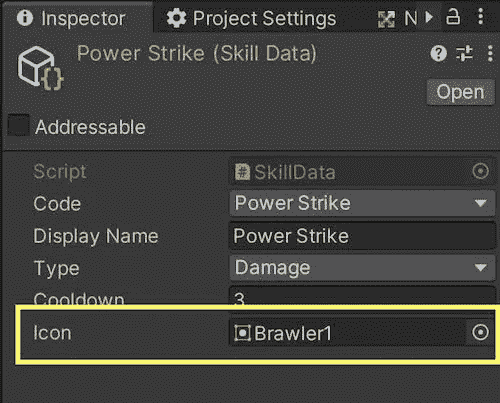 Inspector
Project Settings
N
Power Strike (Skill Data)
Open
Addressable
Script
SkillData
Code
Power Strike
Display Name
Power Strike
Type
Damage
Cooldown
3
Icon
Brawler1